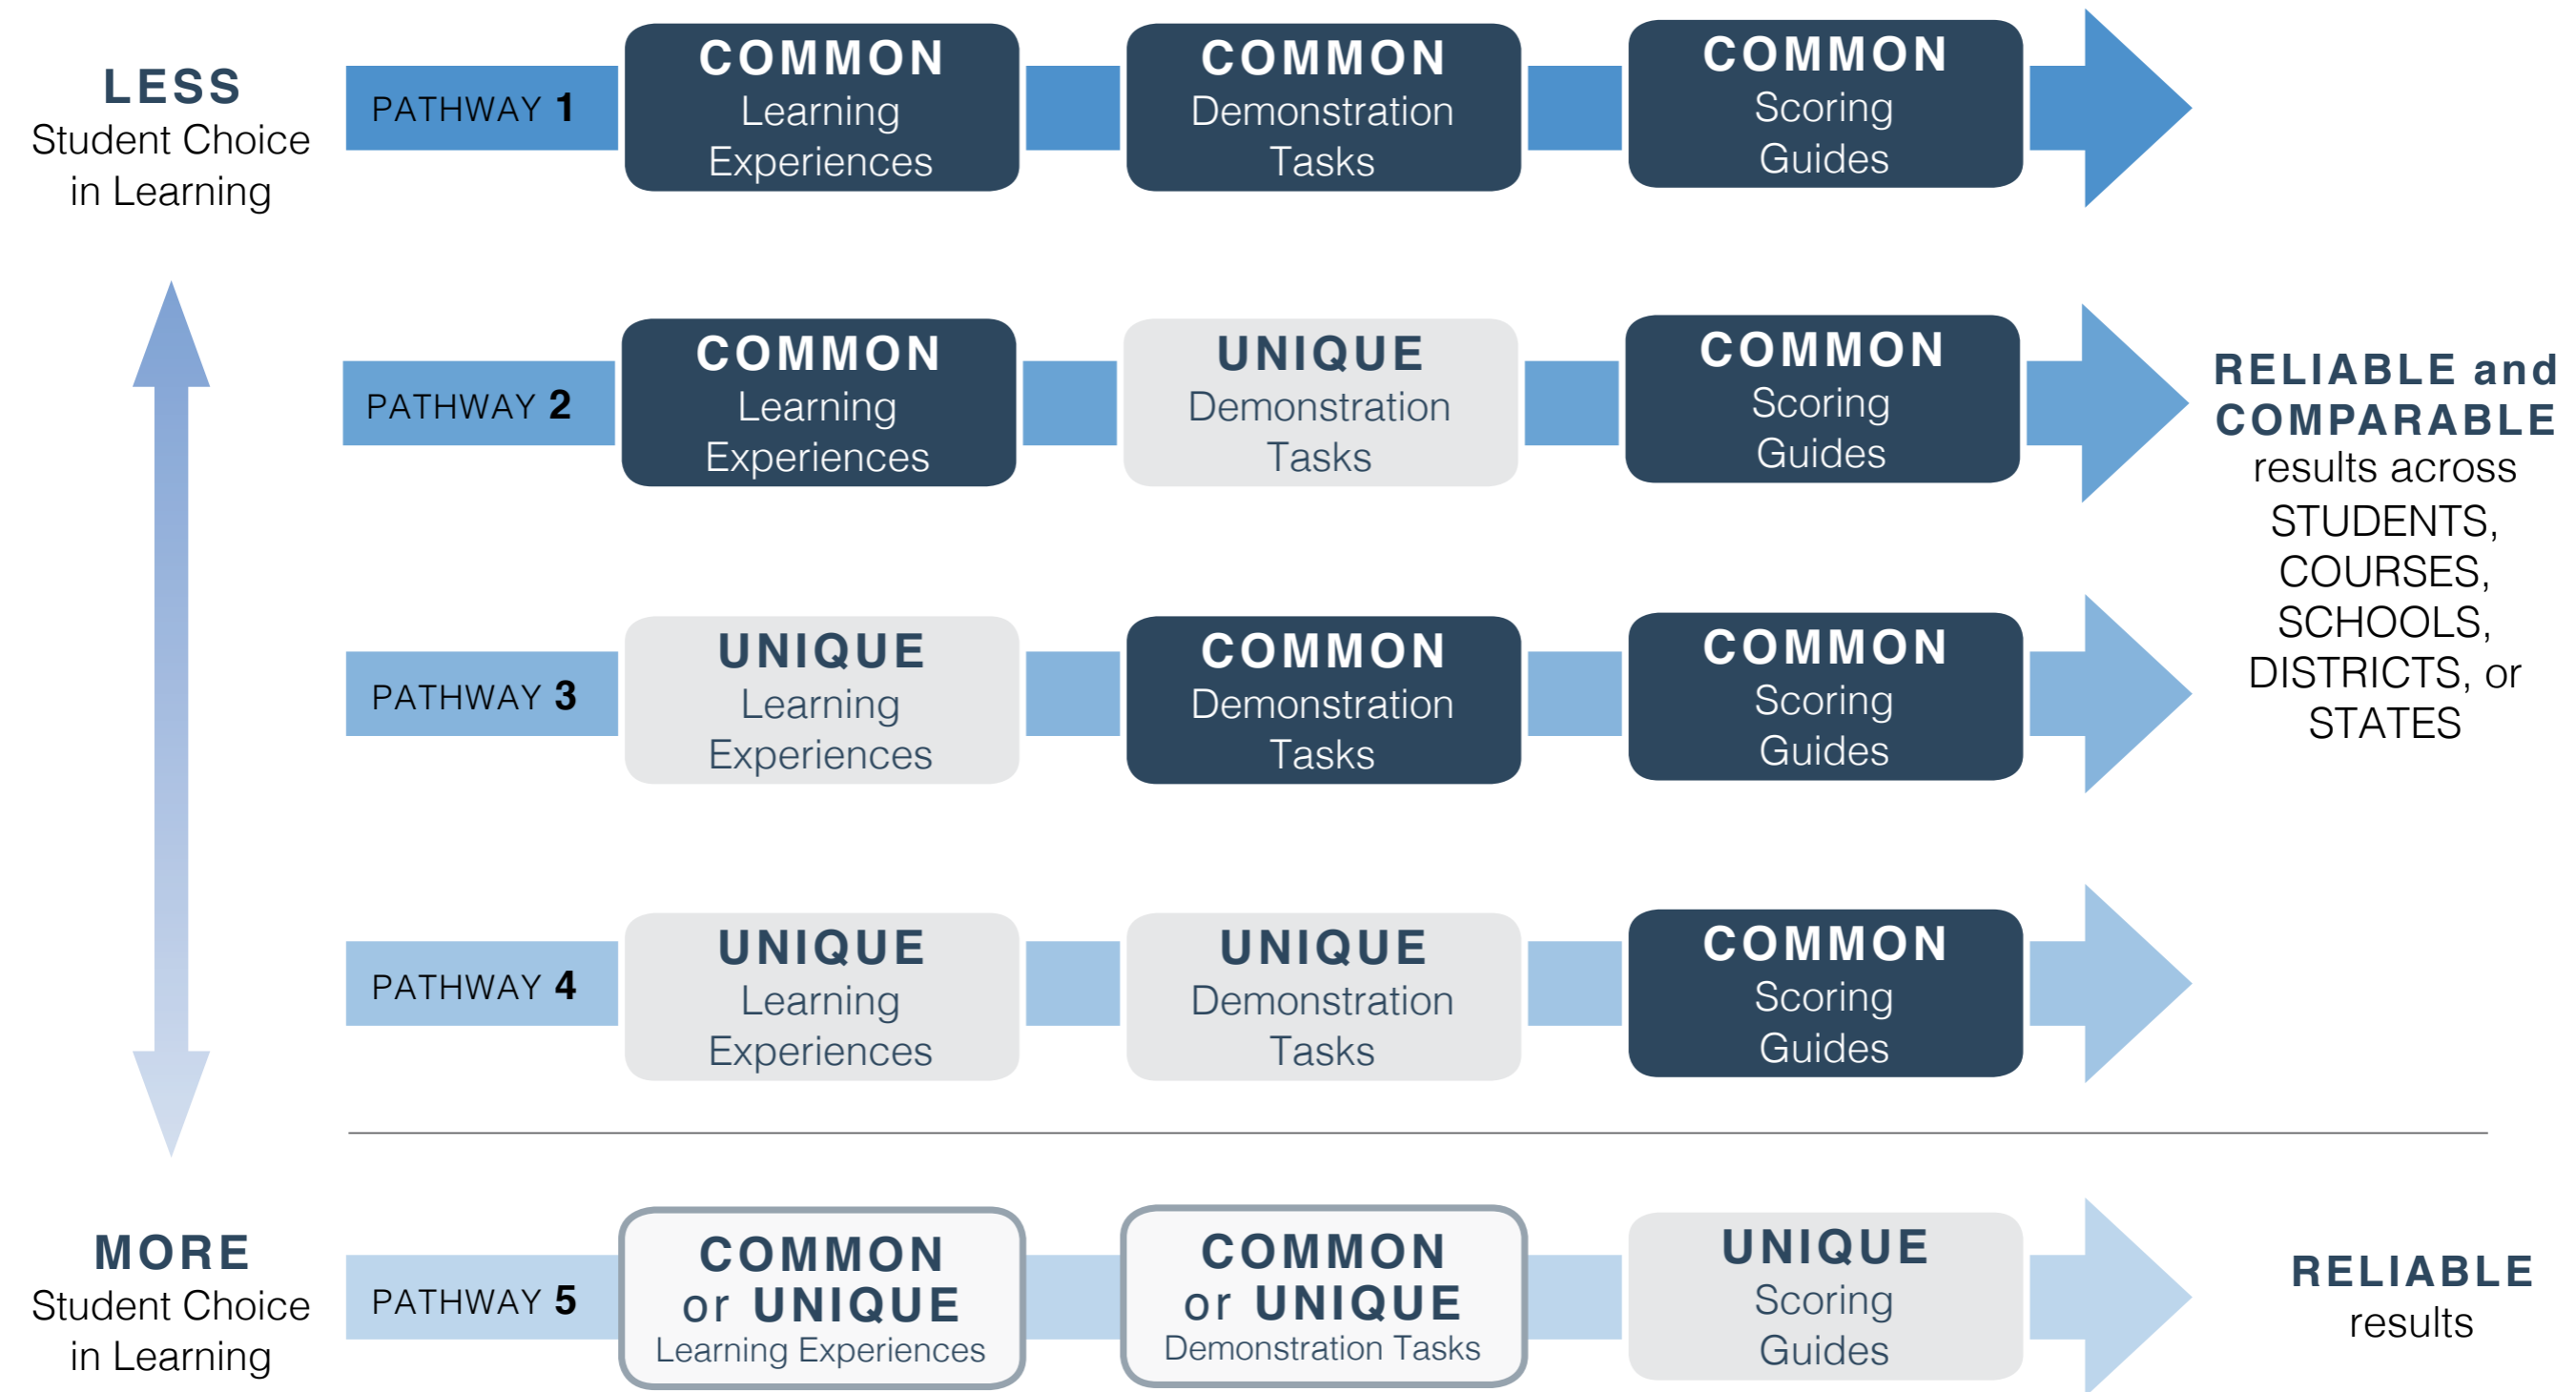 LESS
Student Choice
in Learning
PATHWAY 1
COMMON
Learning
Experiences
COMMON
Demonstration
Tasks
COMMON
Scoring
Guides
PATHWAY 2
COMMON
Learning
Experiences
UNIQUE
Demonstration
Tasks
COMMON
Scoring
Guides
RELIABLE and
COMPARABLE
results across
STUDENTS,
COURSES,
SCHOOLS,
DISTRICTS, or
STATES
PATHWAY 3
UNIQUE
Learning
Experiences
COMMON
Demonstration
Tasks
COMMON
Scoring
Guides
PATHWAY 4
UNIQUE
Learning
Experiences
UNIQUE
Demonstration
Tasks
COMMON
Scoring
Guides
MORE
Student Choice
in Learning
PATHWAY 5
COMMON
or UNIQUE
Learning Experiences
COMMON
or UNIQUE
Demonstration Tasks
UNIQUE
Scoring
Guides
RELIABLE
results